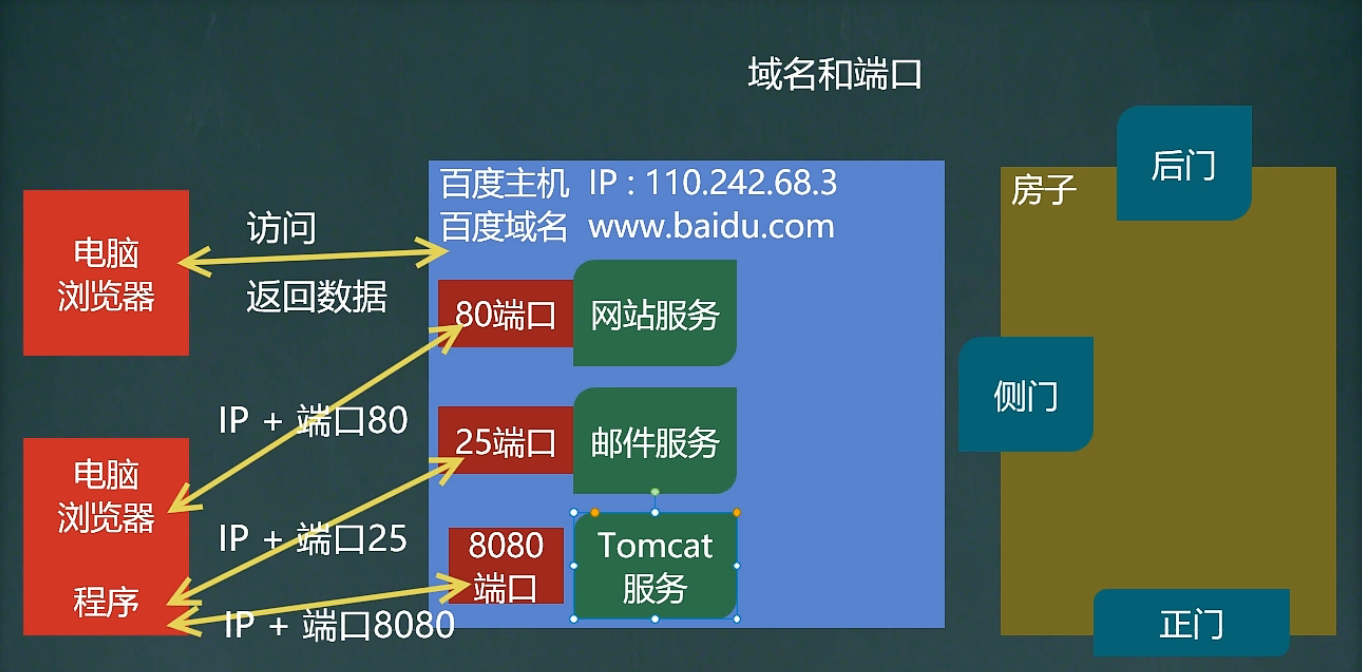 域名和端口
百度主机 IP : 110.242.68.3
百度域名 www.baidu.com
电脑
浏览器
访问
返回数据
80端口
网站服务
IP + 端口80
25端口
邮件服务
电脑
浏览器
程序
IP + 端口25
8080
端口
Tomcat
服务
IP + 端口8080
房子
后门
侧门
正门